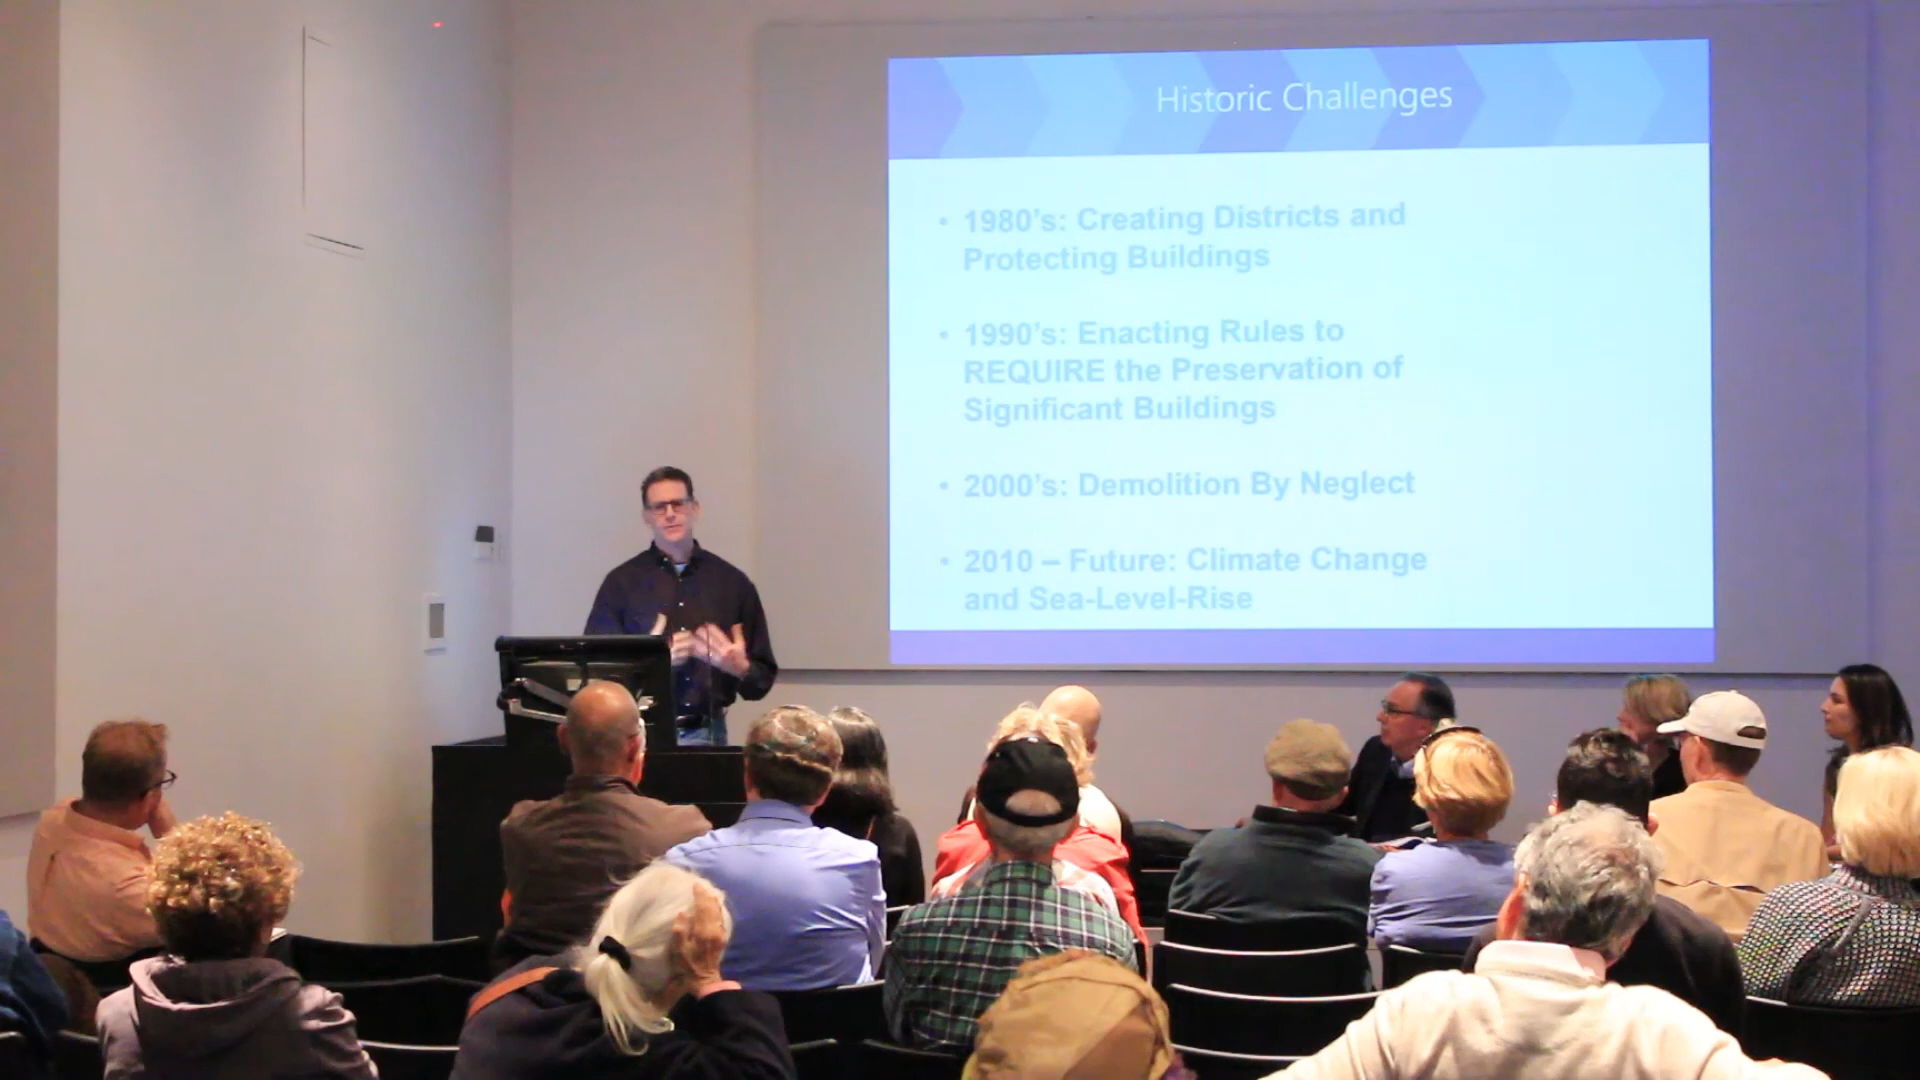 Historic Challenges
• 1980's: Creating Districts and
Protecting Buildings
• 1990's: Enacting Rules to
REQUIRE the Preservation of
Significant Buildings
• 2000's: Demolition By Neglect
• 2010 – Future: Climate Change
and Sea-Level-Rise